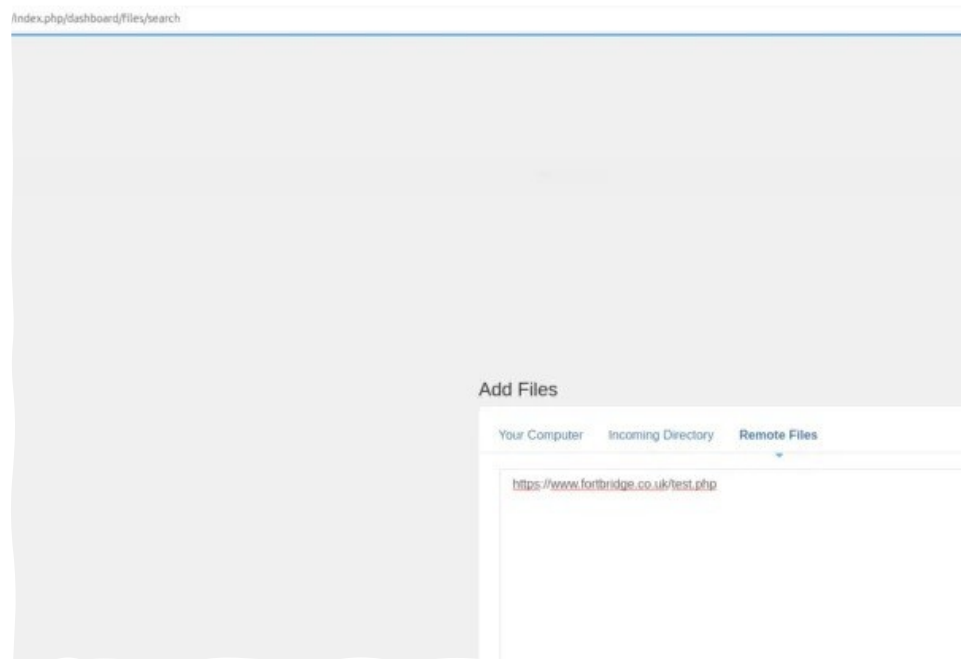 /index.php/dashboard/files/search
Add Files
Your Computer Incoming Directory Remote Files
https://www.fortbridge.co.uk/test.php